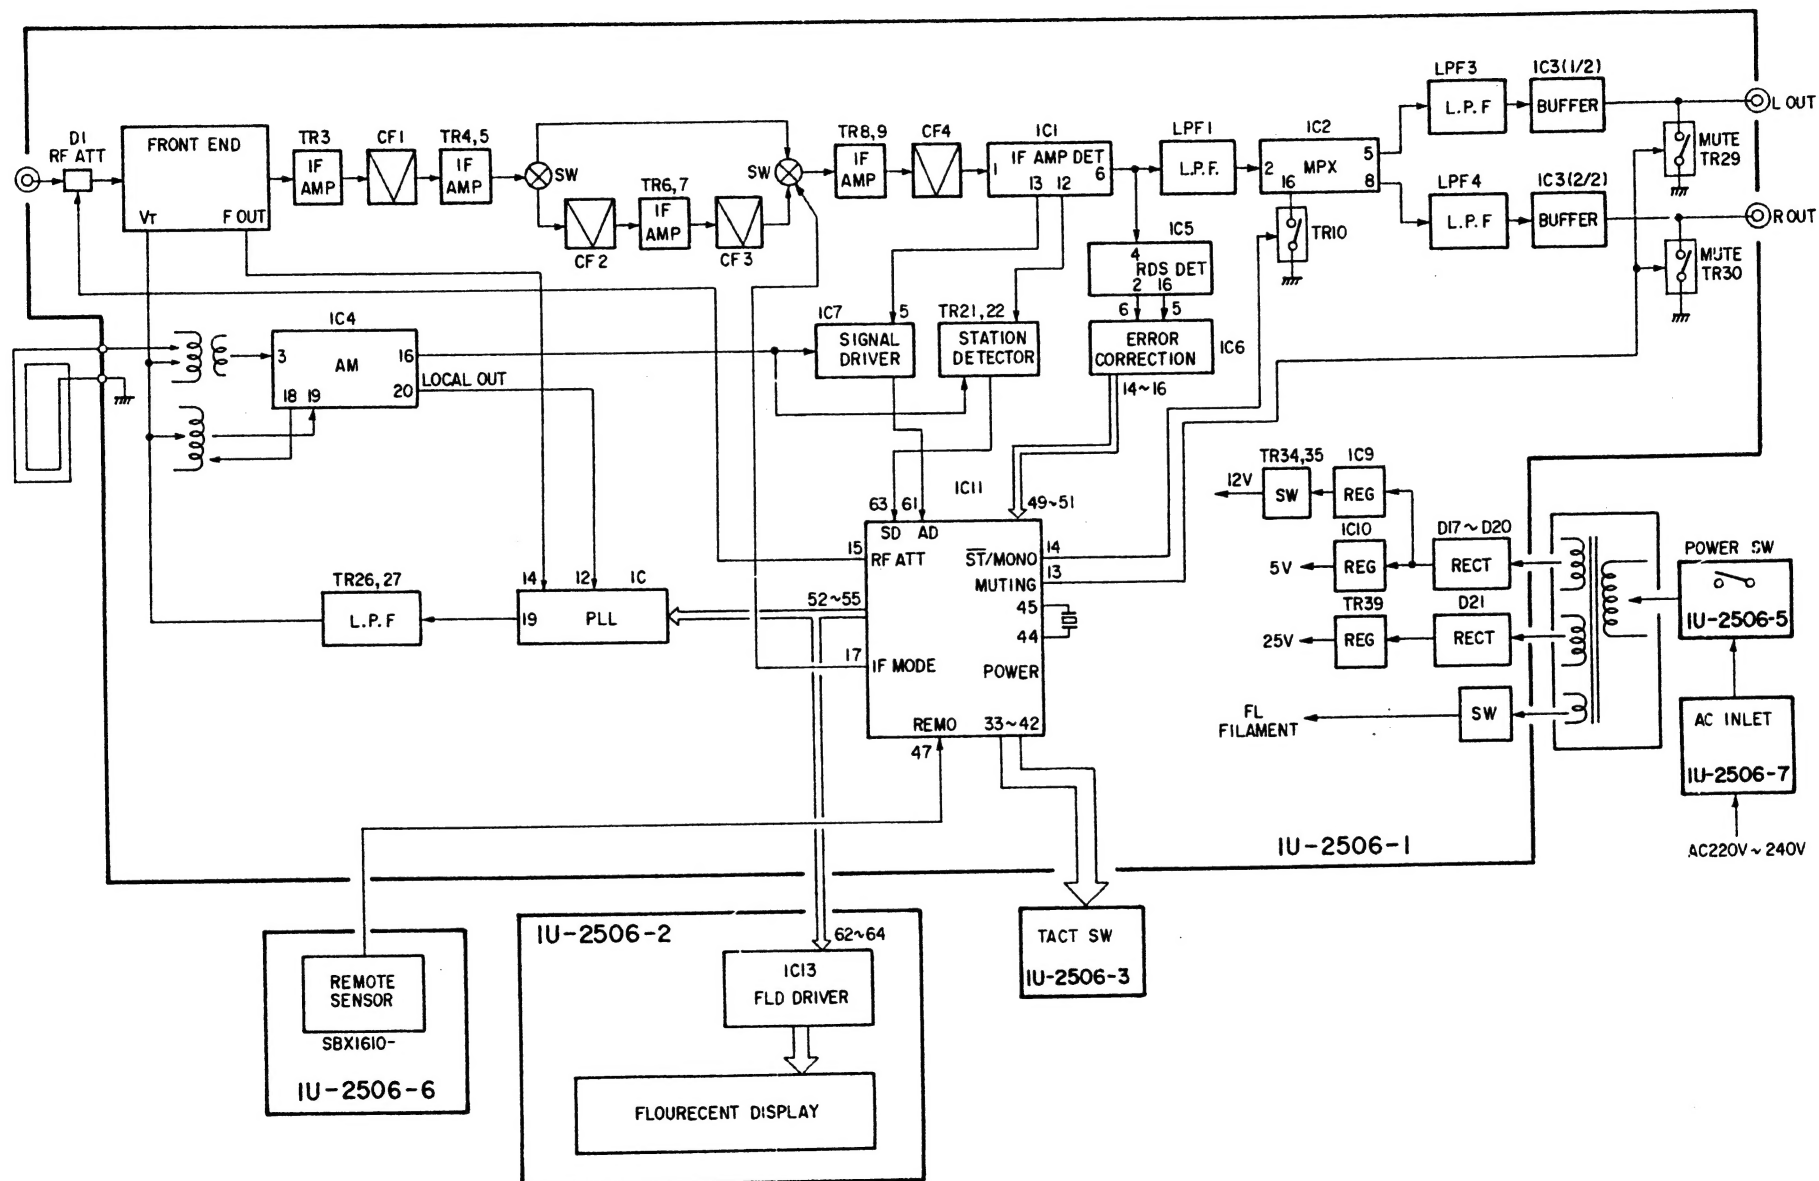 D1
RF ATT
FRONT END
VT
F OUT
TR3
IF
AMP
CF1
TR4,5
IF
AMP
SW
CF2
TR6,7
IF
AMP
CF3
SW
TR8,9
IF
AMP
CF4
IC1
IF AMP DET
1
13
12
6
LPF1
L.P.F.
IC2
2
MPX
5
8
16
TR10
LPF3
L.P.F
IC3(1/2)
BUFFER
L OUT
MUTE
TR29
LPF4
L.P.F
IC3(2/2)
BUFFER
R OUT
MUTE
TR30
IC5
4
RDS DET
2
16
6
5
ERROR
CORRECTION
IC6
14~16
IC4
3
AM
16
20
18
19
LOCAL OUT
IC7
5
SIGNAL
DRIVER
TR21,22
STATION
DETECTOR
IC11
63
61
49~51
SD
AD
15
RF ATT
ST/MONO
14
MUTING
13
45
44
52~55
17
IF MODE
POWER
REMO
33~42
47
TR26,27
L.P.F
14
12
IC
19
PLL
TR34,35
12V
SW
IC9
REG
IC10
5V
REG
D17~D20
RECT
TR39
25V
REG
D21
RECT
FL
FILAMENT
SW
POWER SW
1U-2506-5
AC INLET
1U-2506-7
AC220V~240V
1U-2506-1
REMOTE
SENSOR
SBX1610-
1U-2506-6
1U-2506-2
62~64
IC13
FLD DRIVER
FLOURECENT DISPLAY
TACT SW
1U-2506-3